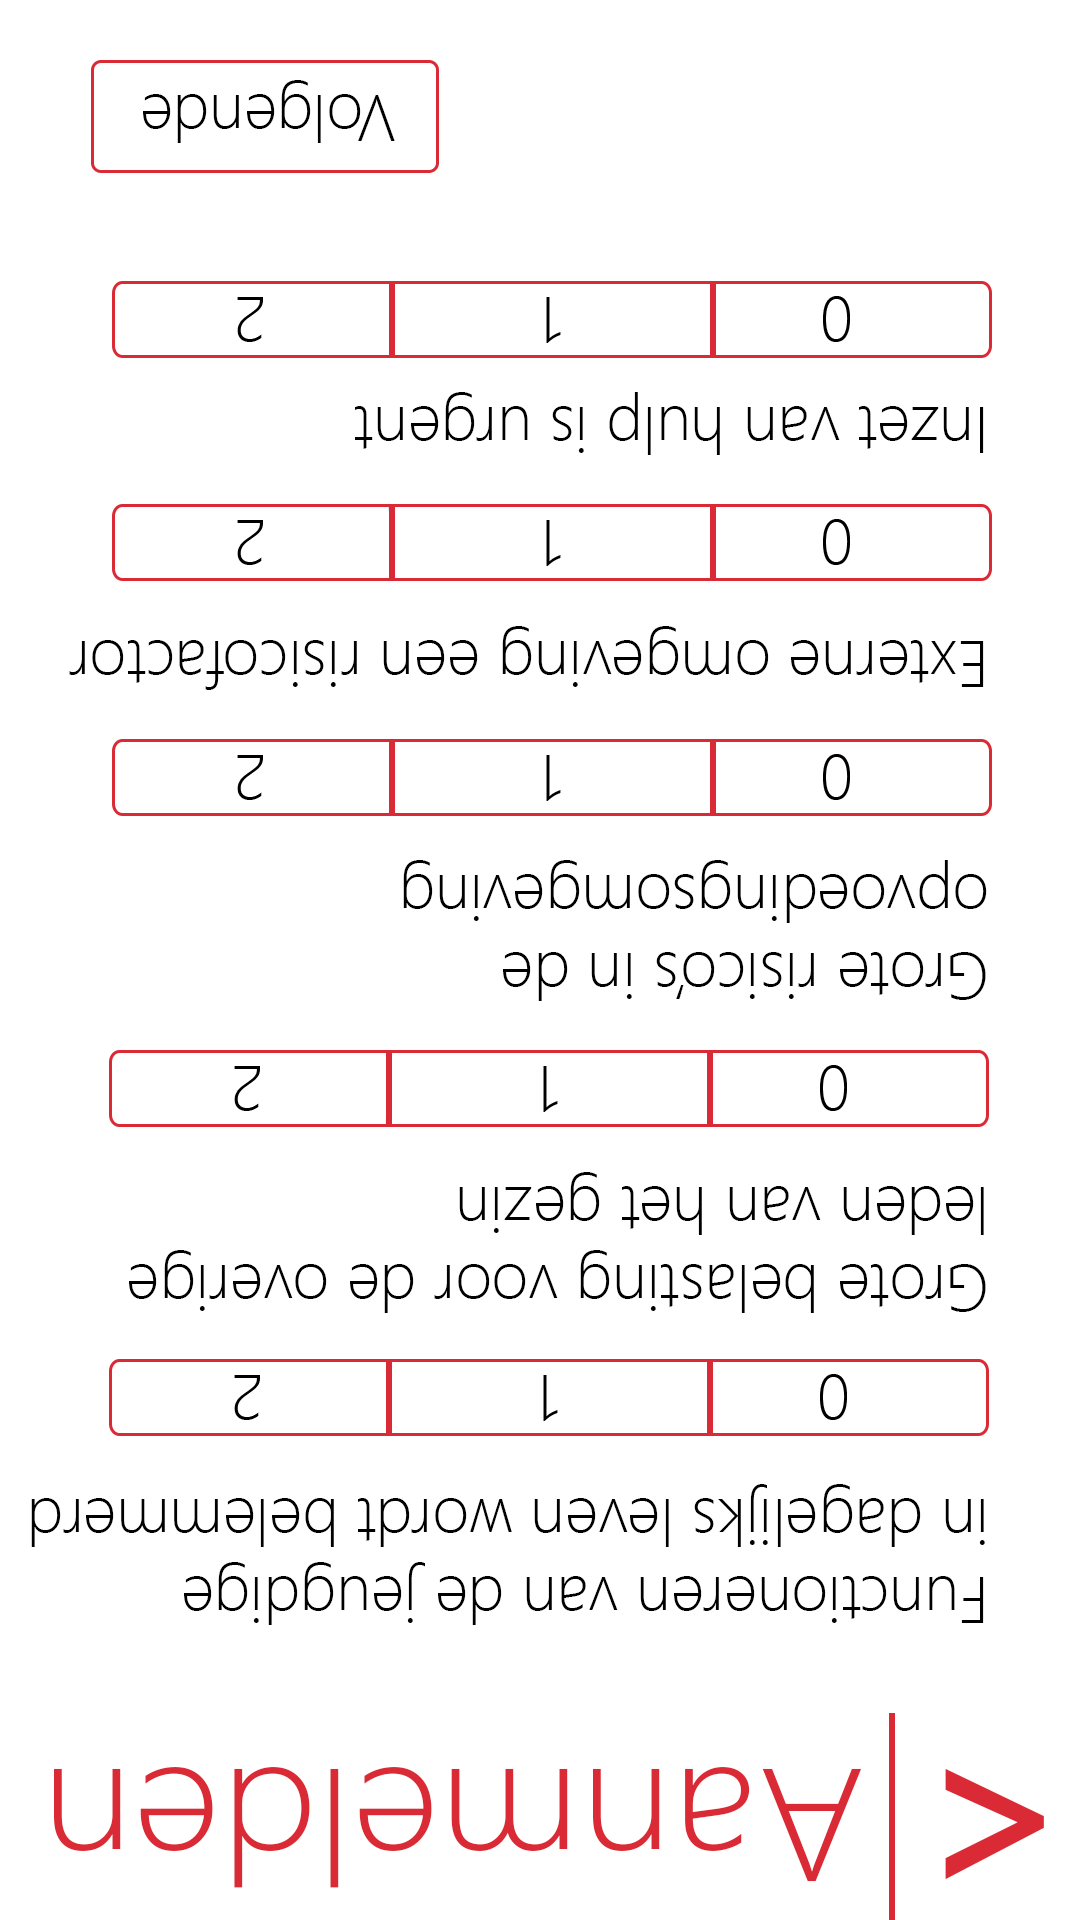 < Aanmelden
Functioneren van de jeugdige
in dagelijks leven wordt belemmerd
0 1 2
Grote belasting voor de overige
leden van het gezin
0 1 2
Grote risico's in de
opvoedingsomgeving
0 1 2
Externe omgeving een risicofactor
0 1 2
Inzet van hulp is urgent
0 1 2
Volgende